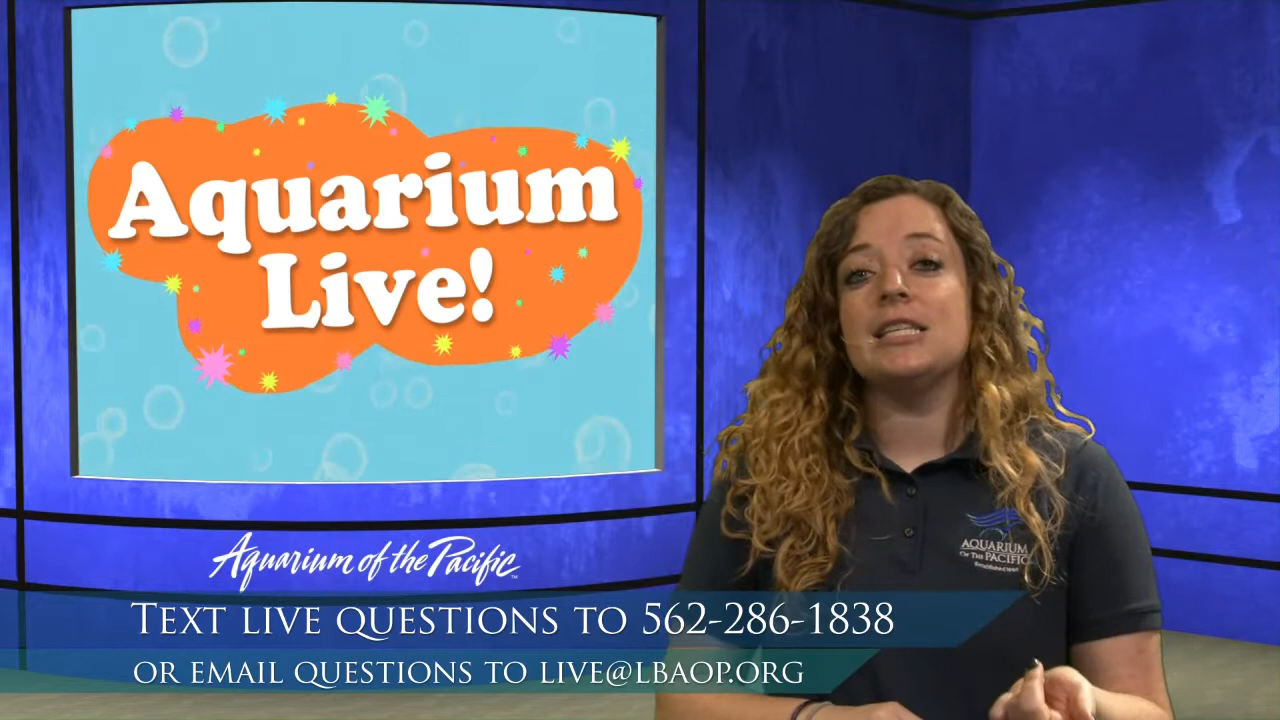 Aquarium
Live!
Aquarium of the Pacific™
AQUARIUM
OF THE PACIFIC
TEXT LIVE QUESTIONS TO 562-286-1838
OR EMAIL QUESTIONS TO LIVE@LBAOP.ORG